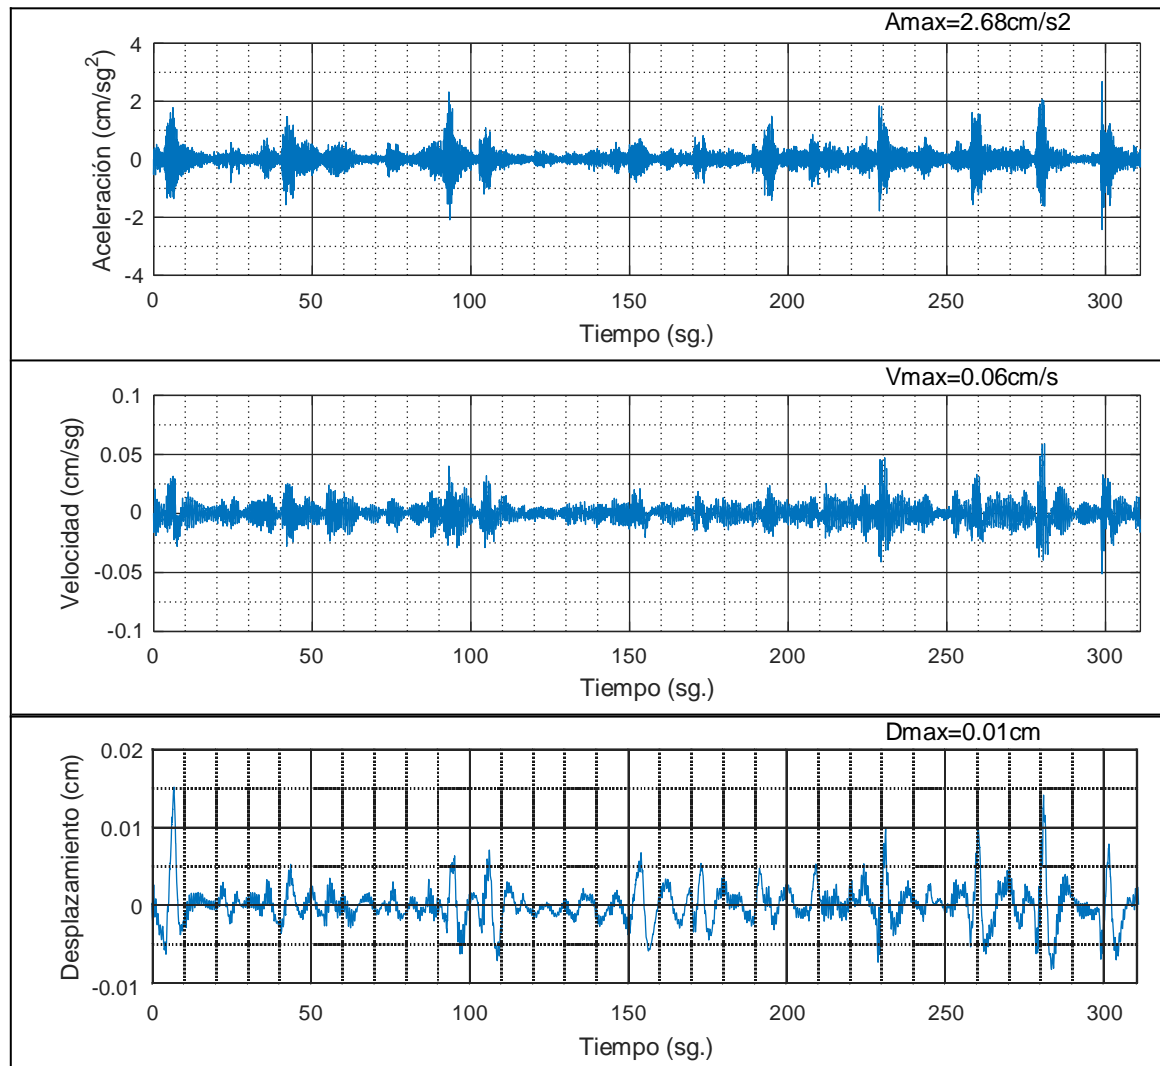 Amax=2.68cm/s2
Aceleración (cm/sg²)
4
2
0
-2
-4
0 50 100 150 200 250 300
Tiempo (sg.)
Vmax=0.06cm/s
Velocidad (cm/sg)
0.1
0.05
0
-0.05
-0.1
0 50 100 150 200 250 300
Tiempo (sg.)
Dmax=0.01cm
Desplazamiento (cm)
0.02
0.01
0
-0.01
0 50 100 150 200 250 300
Tiempo (sg.)